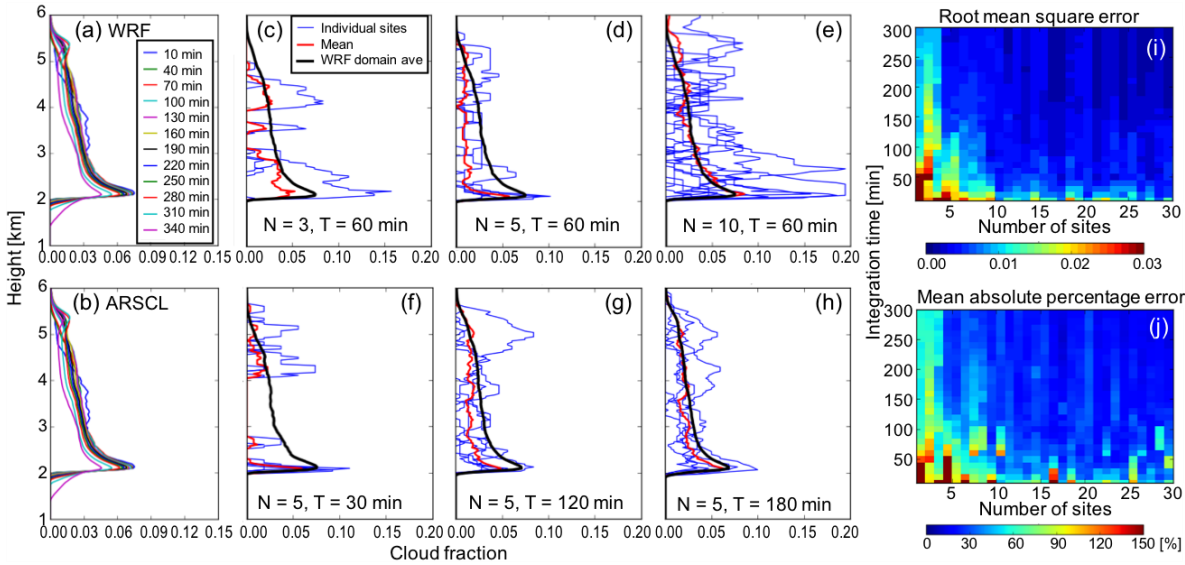 (a) WRF
10 min
40 min
70 min
100 min
130 min
160 min
190 min
220 min
250 min
280 min
310 min
340 min
6
5
4
3
2
1
0.00 0.03 0.06 0.09 0.12 0.15
(c)
Individual sites
Mean
WRF domain ave
N = 3, T = 60 min
0.00 0.05 0.10 0.15 0.20
(d)
N = 5, T = 60 min
0.00 0.05 0.10 0.15 0.20
(e)
N = 10, T = 60 min
0.00 0.05 0.10 0.15 0.20
Height [km]
(b) ARSCL
6
5
4
3
2
1
0.00 0.03 0.06 0.09 0.12 0.15
(f)
N = 5, T = 30 min
0.00 0.05 0.10 0.15 0.20
(g)
N = 5, T = 120 min
0.00 0.05 0.10 0.15 0.20
(h)
N = 5, T = 180 min
0.00 0.05 0.10 0.15 0.20
Cloud fraction
Root mean square error
(i)
300
250
200
150
100
50
5 10 15 20 25 30
Number of sites
0.00 0.01 0.02 0.03
Integration time [min]
Mean absolute percentage error
(j)
300
250
200
150
100
50
5 10 15 20 25 30
Number of sites
0 30 60 90 120 150 [%]